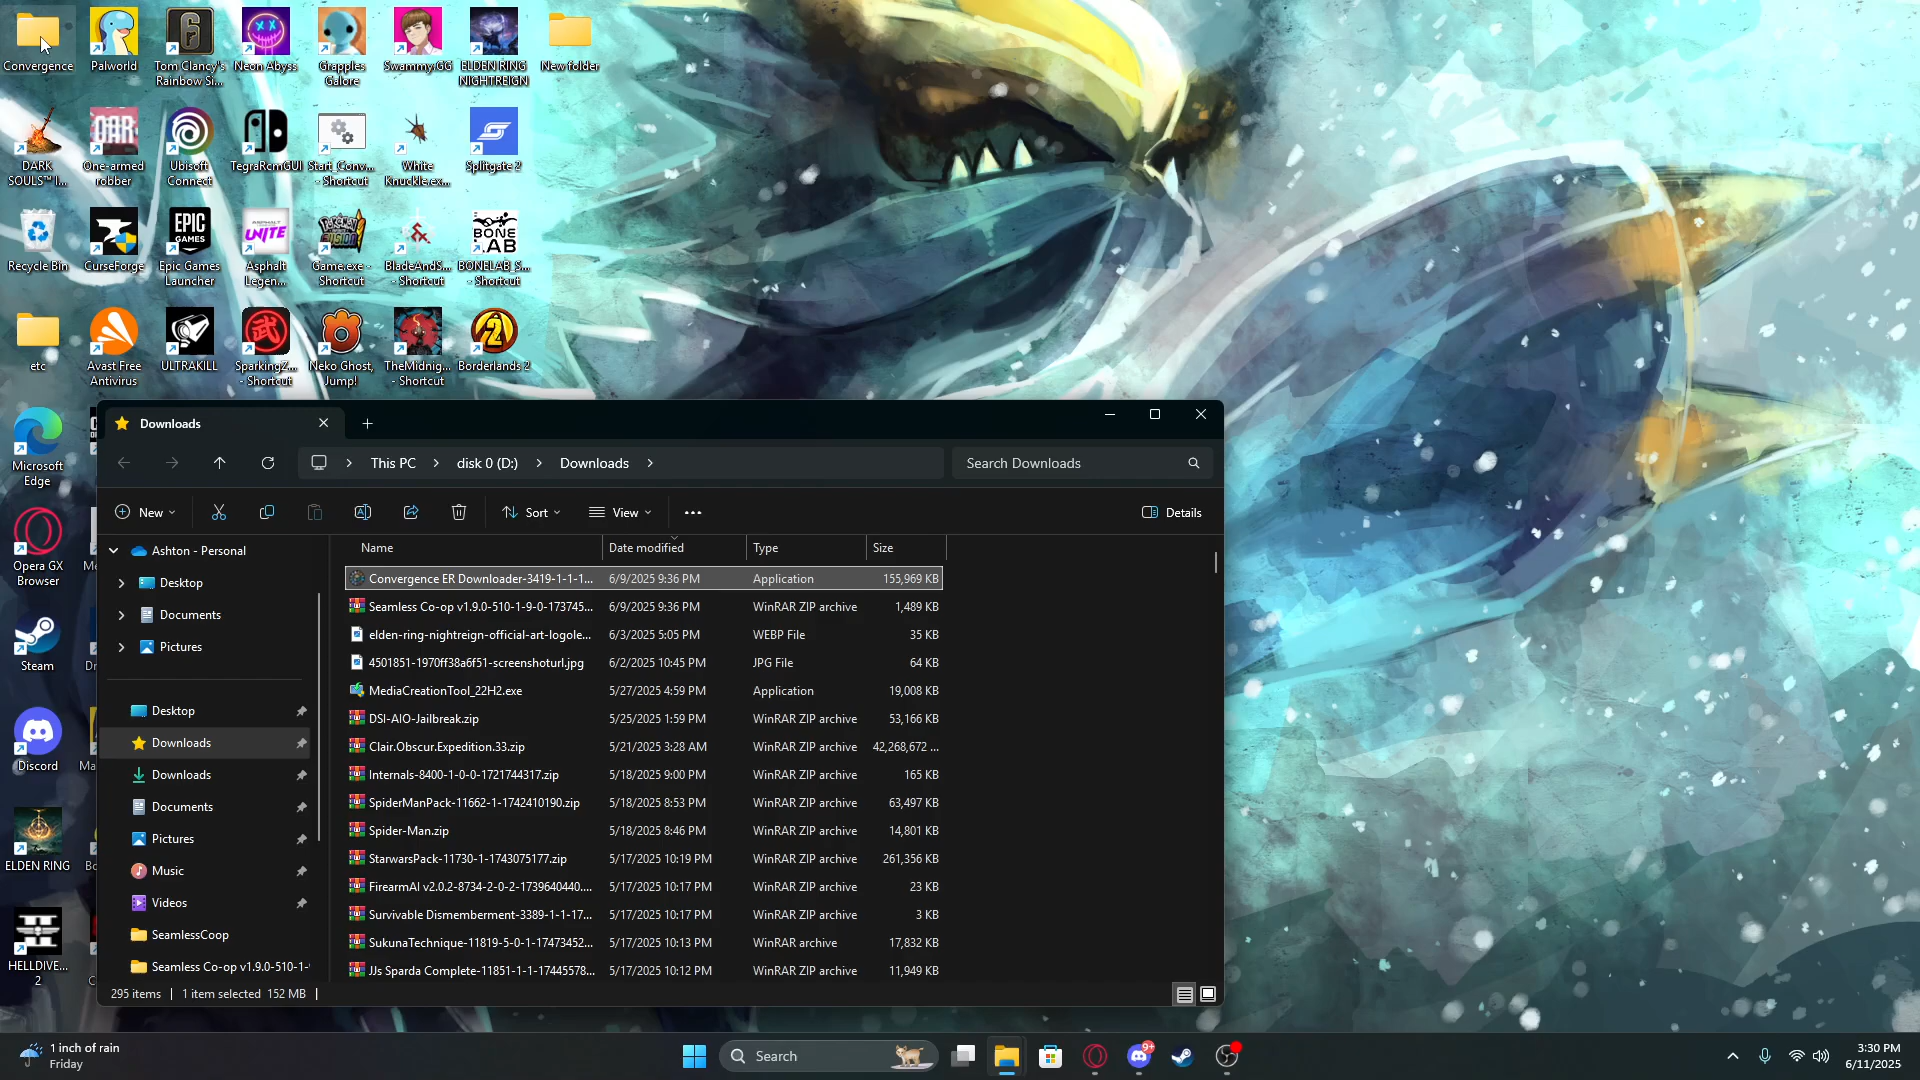 Convergence
Palworld
Tom Clancy's
Rainbow Si...
Neon Abyss
Grapples
Galore
Swammy.GG
ELDEN RING
NIGHTREIGN
New folder
DARK
SOULS™ I...
OAR
One-armed
robber
Ubisoft
Connect
TegraRcmGUI
Start_Conv...
- Shortcut
White
Knuckle.ex...
Splitgate 2
Recycle Bin
CurseForge
EPIC
GAMES
Epic Games
Launcher
ASPHALT
UNITE
Asphalt
Legen...
Game.exe -
Shortcut
BladeAndS...
- Shortcut
BONE
LAB
BONELAB_S...
- Shortcut
etc
Avast Free
Antivirus
ULTRAKILL
SparkingZ...
- Shortcut
Neko Ghost,
Jump!
TheMidnig...
- Shortcut
Borderlands 2
Microsoft
Edge
Opera GX
Browser
Steam
Discord
ELDEN RING
HELLDIVE...
2
Downloads
This PC
disk 0 (D:)
Downloads
Search Downloads
New
Sort
View
Details
Ashton - Personal
Desktop
Documents
Pictures
Desktop
Downloads
Downloads
Documents
Pictures
Music
Videos
SeamlessCoop
Seamless Co-op v1.9.0-510-1-
Name Date modified Type Size
Convergence ER Downloader-3419-1-1-1... 6/9/2025 9:36 PM Application 155,969 KB
Seamless Co-op v1.9.0-510-1-9-0-173745... 6/9/2025 9:36 PM WinRAR ZIP archive 1,489 KB
elden-ring-nightreign-official-art-logole... 6/3/2025 5:05 PM WEBP File 35 KB
4501851-1970ff38a6f51-screenshoturl.jpg 6/2/2025 10:45 PM JPG File 64 KB
MediaCreationTool_22H2.exe 5/27/2025 4:59 PM Application 19,008 KB
DSI-AIO-Jailbreak.zip 5/25/2025 1:59 PM WinRAR ZIP archive 53,166 KB
Clair.Obscur.Expedition.33.zip 5/21/2025 3:28 AM WinRAR ZIP archive 42,268,672 ...
Internals-8400-1-0-0-1721744317.zip 5/18/2025 9:00 PM WinRAR ZIP archive 165 KB
SpiderManPack-11662-1-1742410190.zip 5/18/2025 8:53 PM WinRAR ZIP archive 63,497 KB
Spider-Man.zip 5/18/2025 8:46 PM WinRAR ZIP archive 14,801 KB
StarwarsPack-11730-1-1743075177.zip 5/17/2025 10:19 PM WinRAR ZIP archive 261,356 KB
FirearmAI v2.0.2-8734-2-0-2-1739640440.... 5/17/2025 10:17 PM WinRAR ZIP archive 23 KB
Survivable Dismemberment-3389-1-1-17... 5/17/2025 10:17 PM WinRAR ZIP archive 3 KB
SukunaTechnique-11819-5-0-1-17473452... 5/17/2025 10:13 PM WinRAR archive 17,832 KB
JJs Sparda Complete-11851-1-1-17445578... 5/17/2025 10:12 PM WinRAR ZIP archive 11,949 KB
295 items 1 item selected 152 MB
1 inch of rain
Friday
Search
9+
3:30 PM
6/11/2025